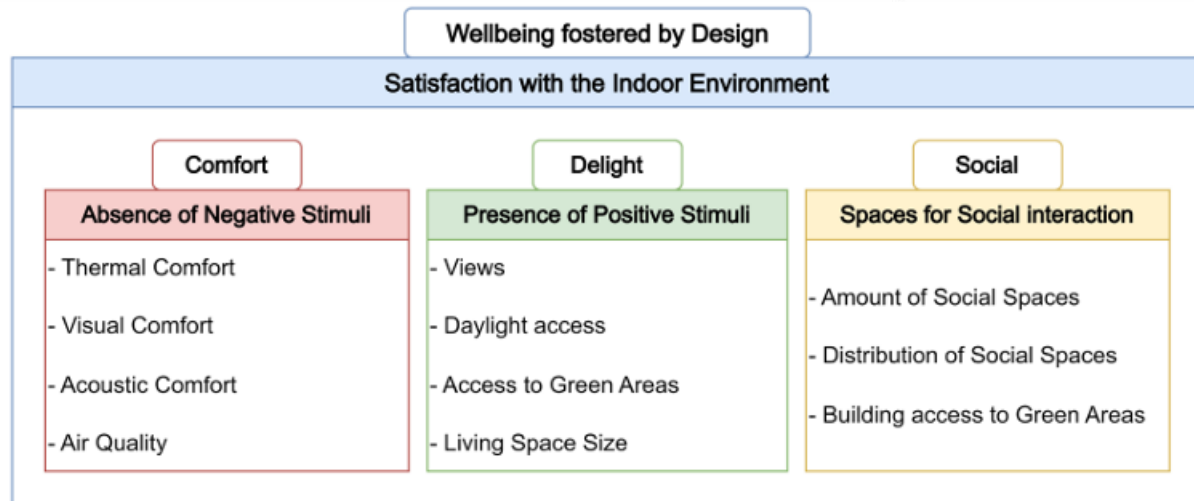 Wellbeing fostered by Design
Satisfaction with the Indoor Environment
Comfort
Absence of Negative Stimuli
- Thermal Comfort
- Visual Comfort
- Acoustic Comfort
- Air Quality
Delight
Presence of Positive Stimuli
- Views
- Daylight access
- Access to Green Areas
- Living Space Size
Social
Spaces for Social interaction
- Amount of Social Spaces
- Distribution of Social Spaces
- Building access to Green Areas